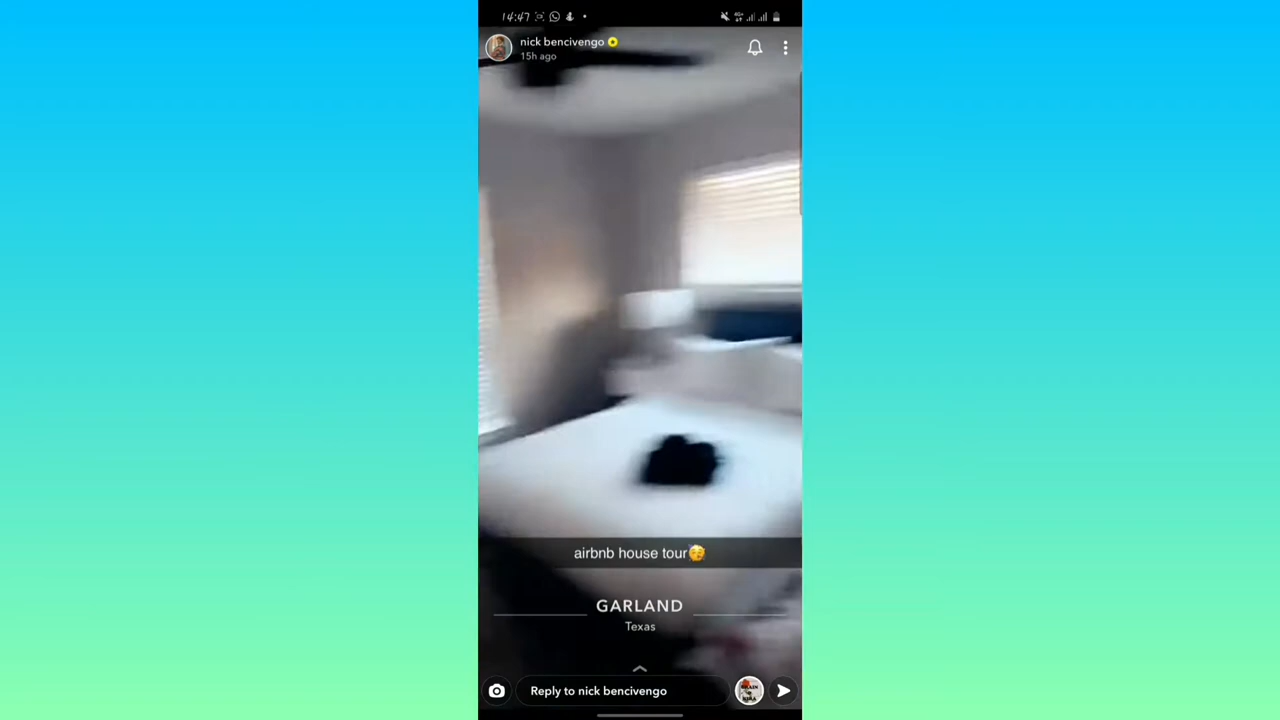 14:47
nick bencivengo
15h ago
airbnb house tour🥳
GARLAND
Texas
Reply to nick bencivengo